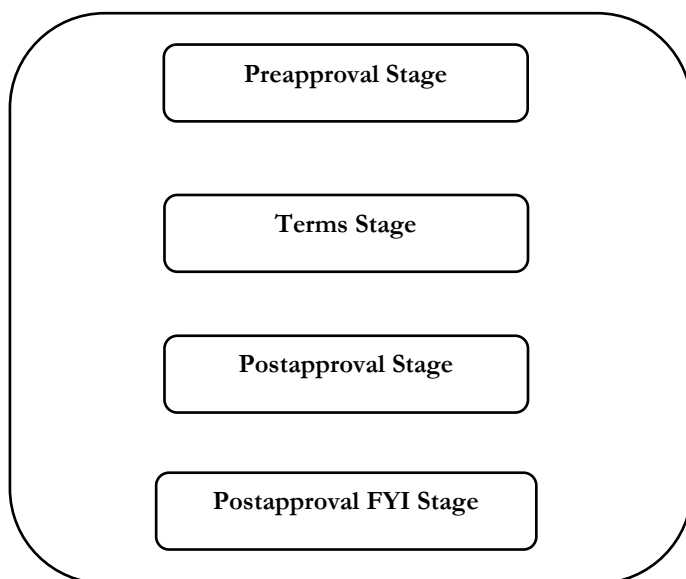 Preapproval Stage
Terms Stage
Postapproval Stage
Postapproval FYI Stage